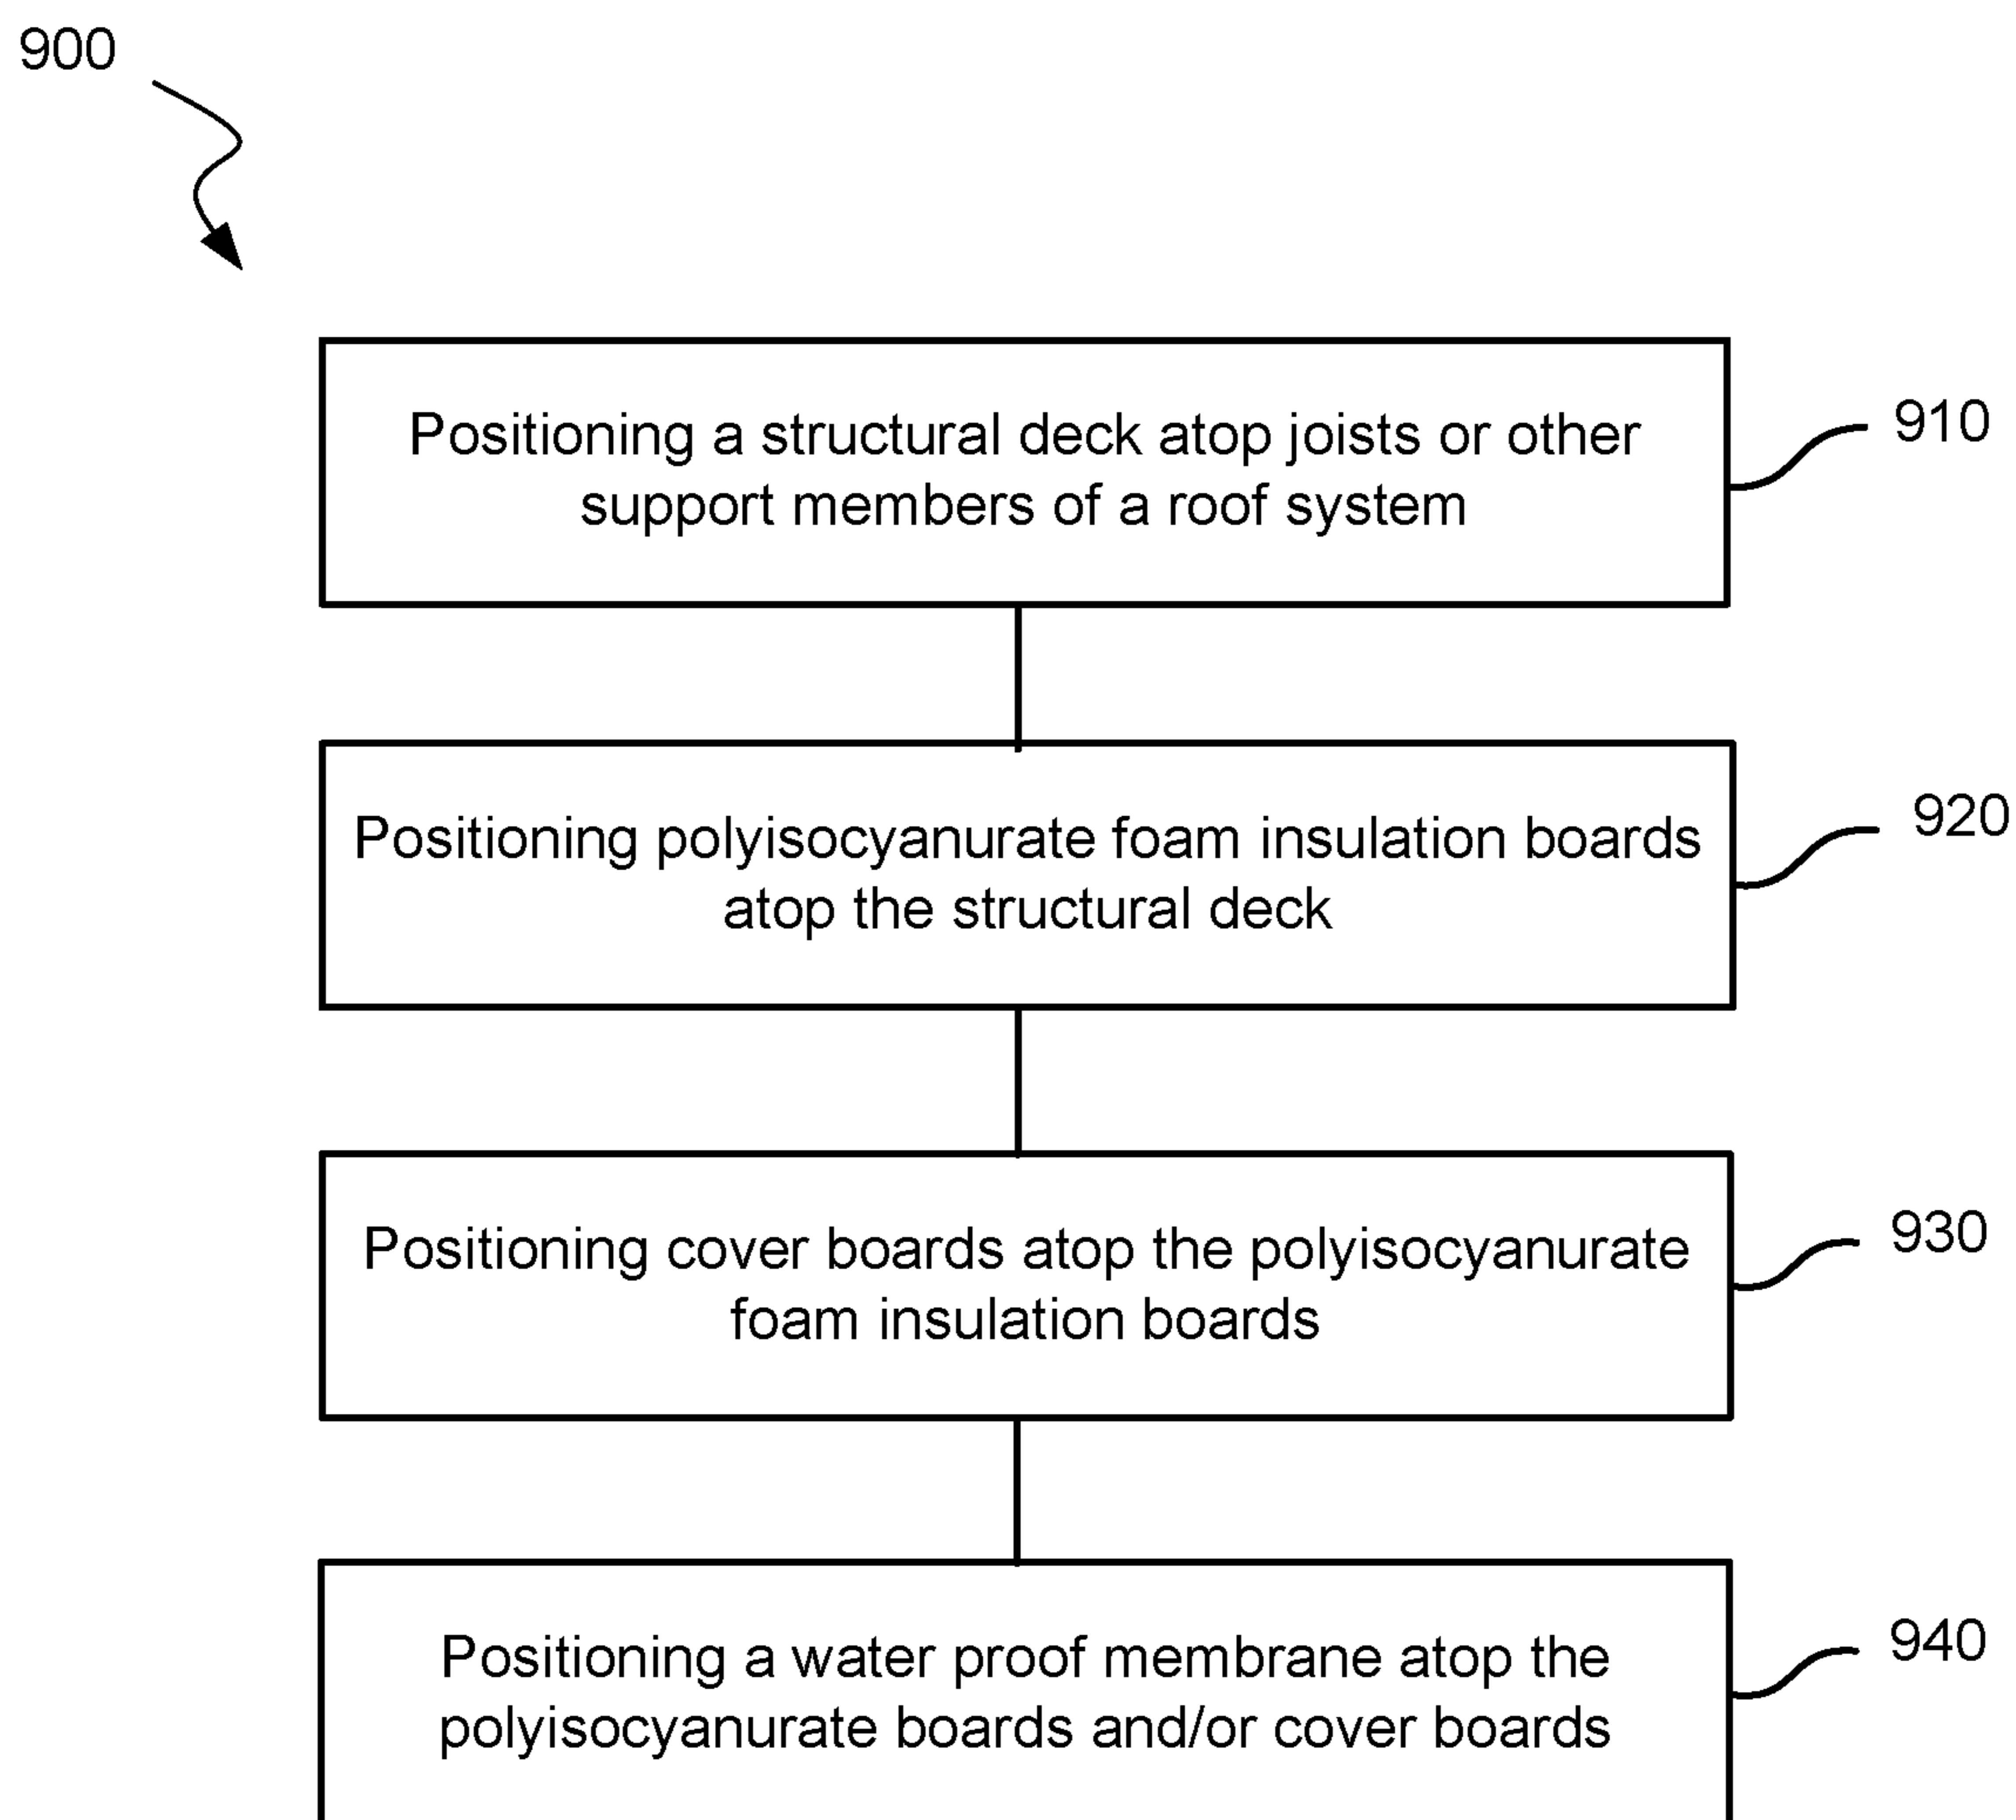 900
Positioning a structural deck atop joists or other
support members of a roof system
910
Positioning polyisocyanurate foam insulation boards
atop the structural deck
920
Positioning cover boards atop the polyisocyanurate
foam insulation boards
930
Positioning a water proof membrane atop the
polyisocyanurate boards and/or cover boards
940